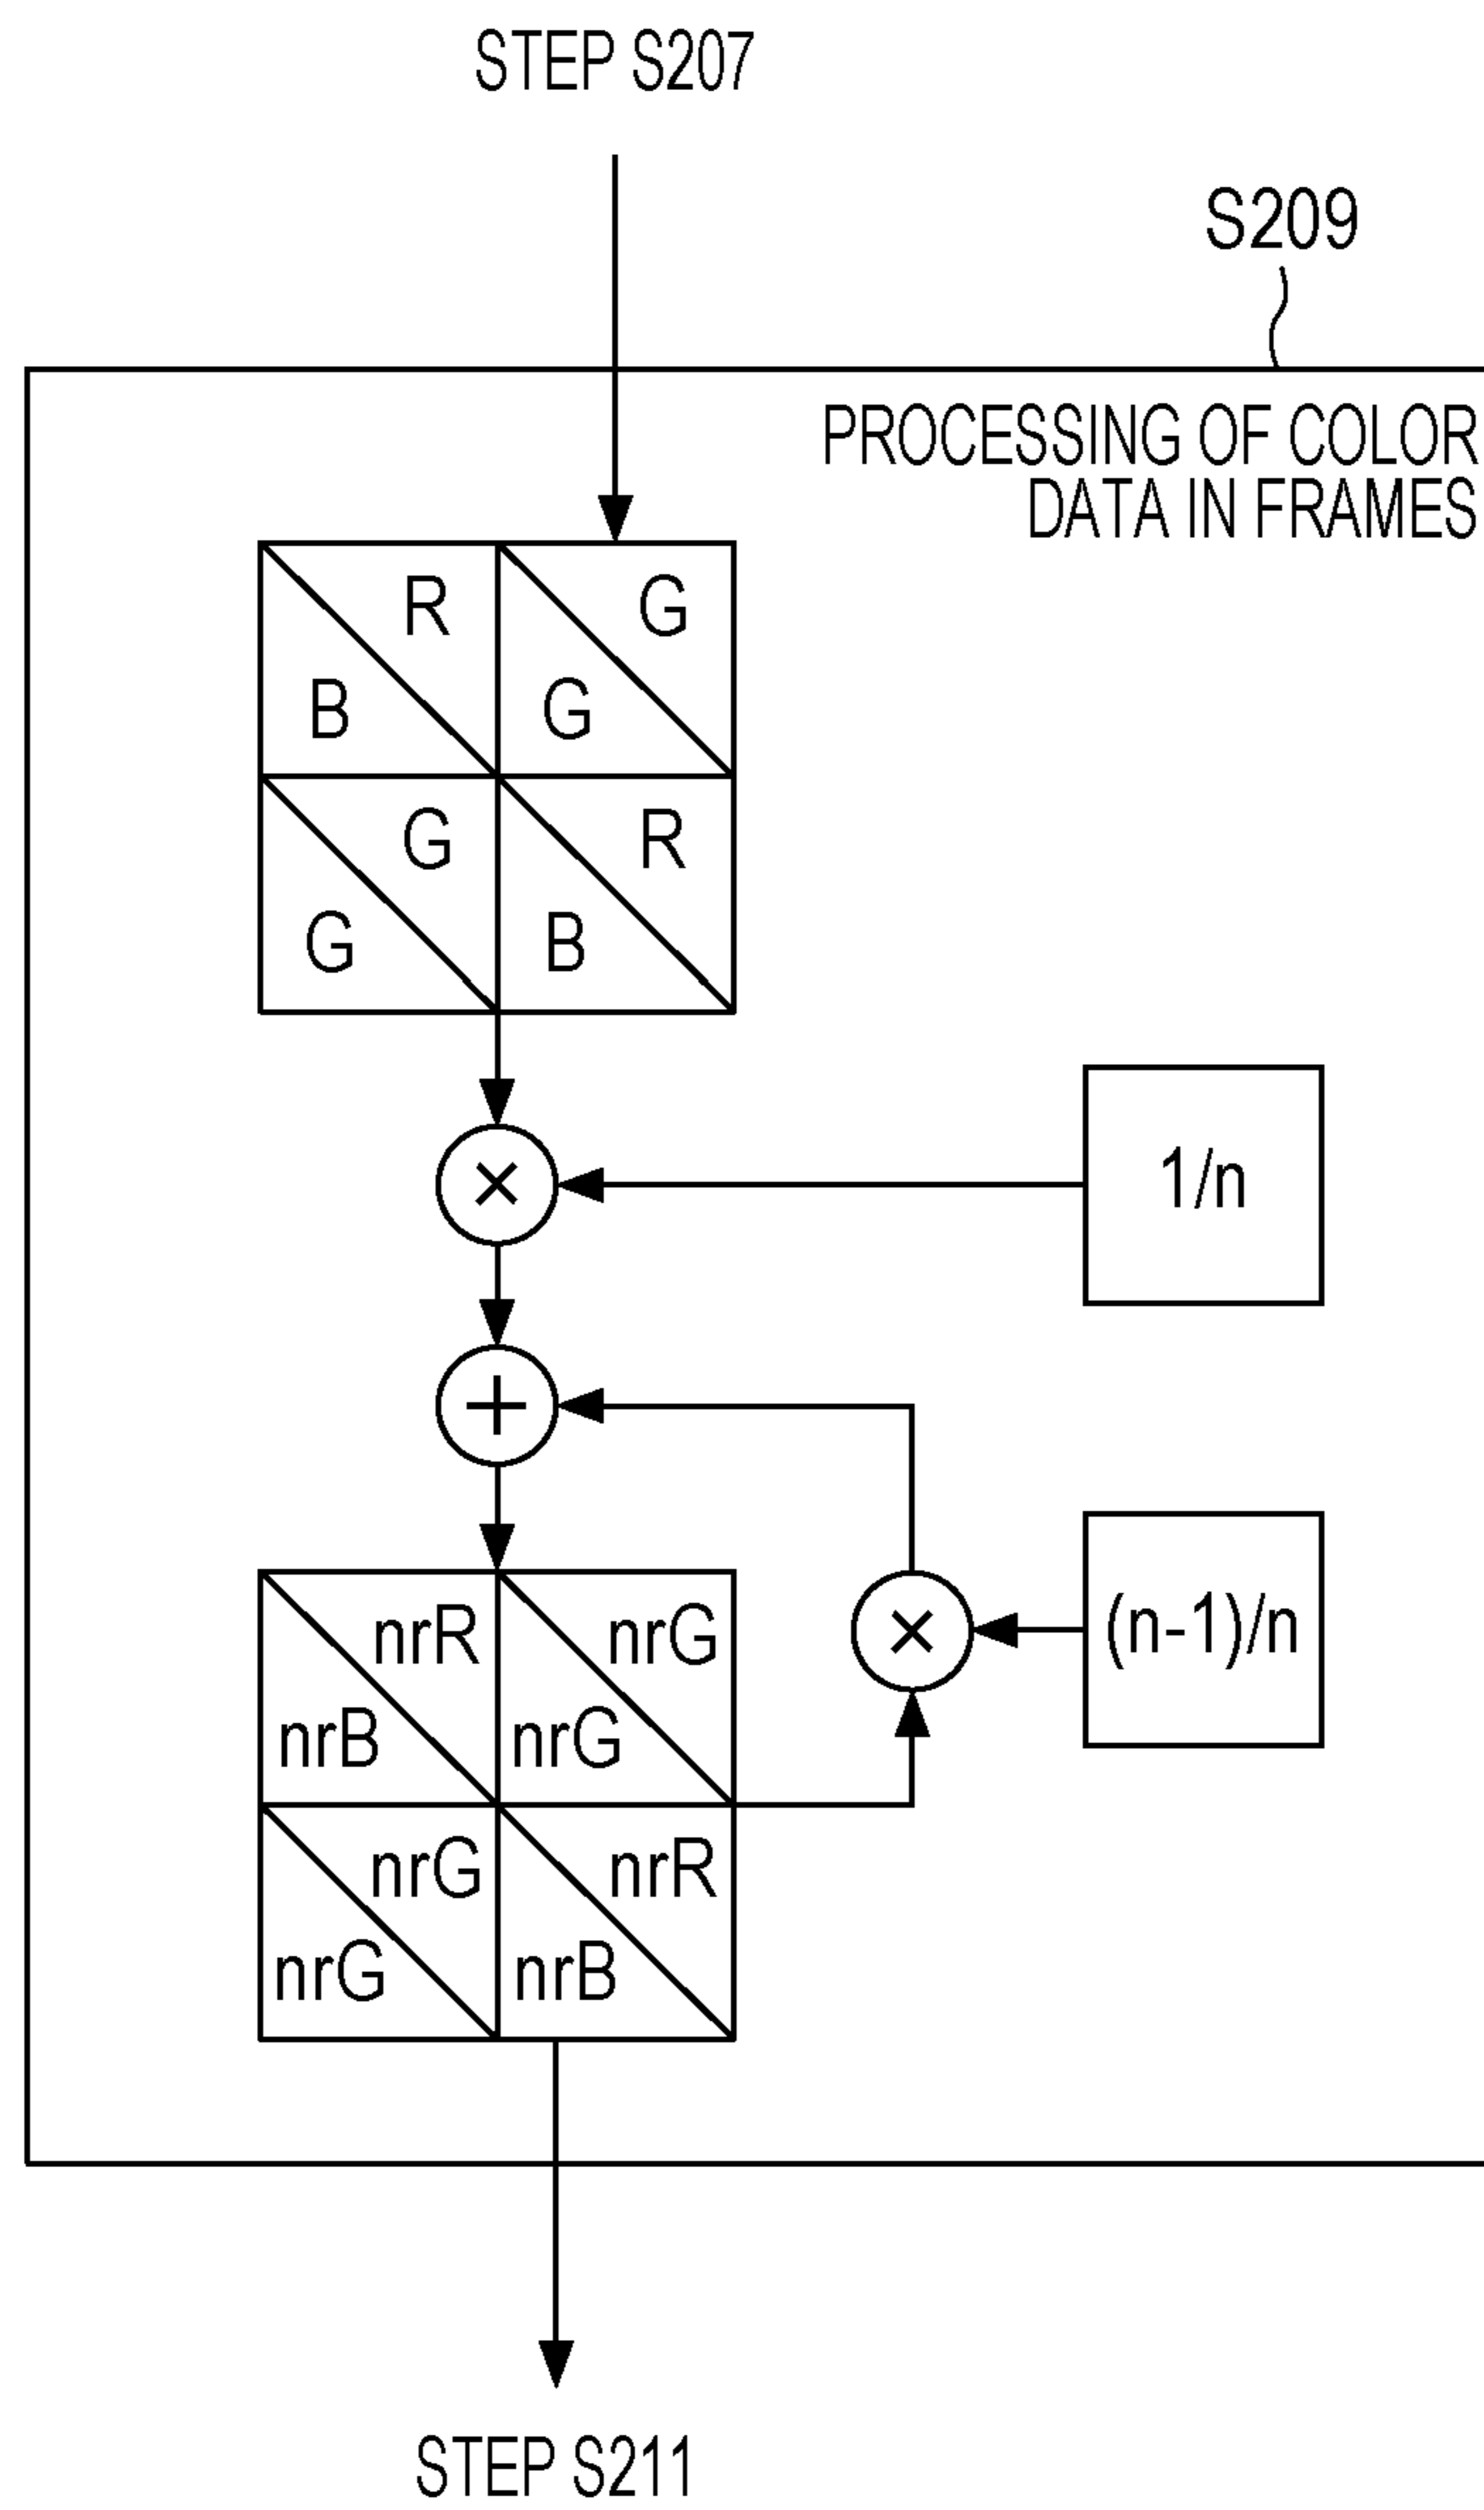 STEP S207
S209
PROCESSING OF COLOR
DATA IN FRAMES
R
G
B
G
G
R
G
B
×
1/n
+
nrR
nrG
×
(n-1)/n
nrB
nrG
nrG
nrR
nrG
nrB
STEP S211